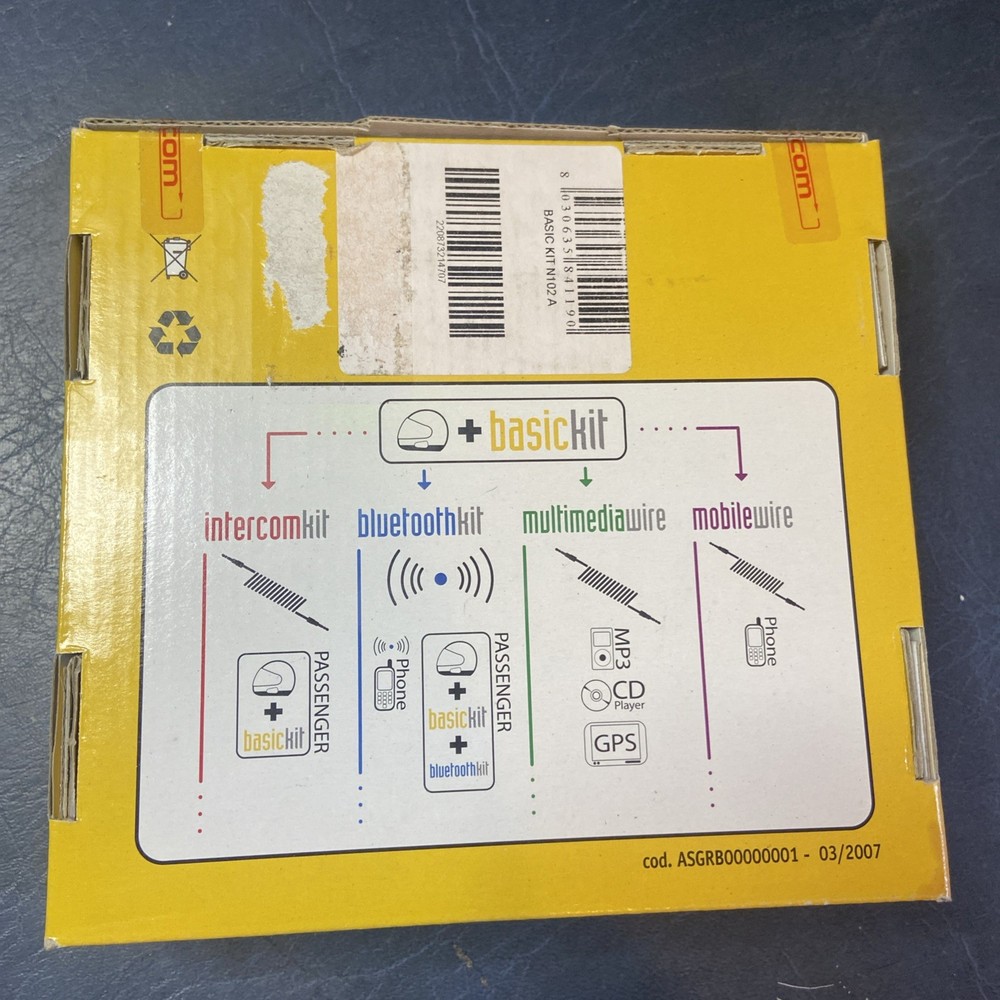 com
com
220873214707
8 030635 841190
BASIC KIT N102 A
+ basickit
intercomkit
bluetoothkit
multimediawire
mobilewire
PASSENGER
+
basickit
Phone
PASSENGER
+
basickit
+
bluetoothkit
MP3
CD
Player
GPS
Phone
cod. ASGRB00000001 - 03/2007